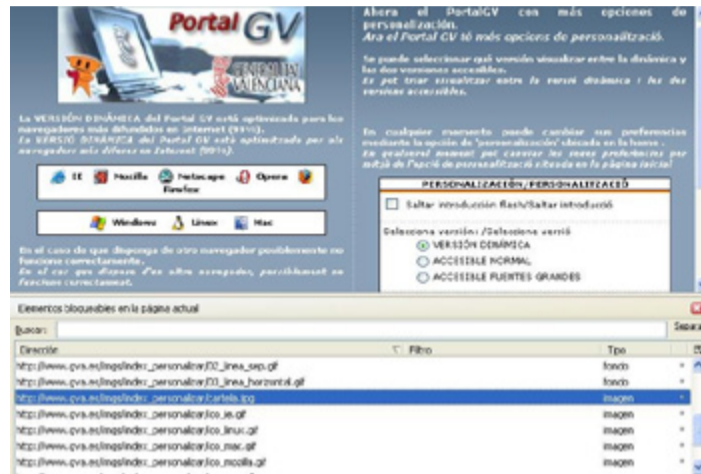 Portal GV
GENERALITAT
VALENCIANA
La VERSIÓN DINÁMICA del Portal GV está optimizada para los
navegadores más difundidos en Internet (99%).
La VERSIÓ DINÀMICA del Portal GV està optimitzada per als
navegadors més difusos en Internet (99%).
IE Mozilla Netscape Opera
Firefox
Windows Linux Mac
En el caso de que disponga de otro navegador posiblemente no
funcione correctamente.
En el cas que dispose d'un altre navegador, possiblement no
funcione correctament.
Ahora el PortalGV con más opciones de
personalización.
Ara el Portal GV té més opcions de personalització.
Se puede seleccionar qué versión visualizar entre la dinámica y
las dos versiones accesibles.
Es pot triar visualitzar entre la versió dinàmica i les dos
versions accessibles.
En cualquier momento puede cambiar sus preferencias
mediante la opción de 'personalización' ubicada en la home .
En qualsevol moment pot canviar les seues preferències per
mitjà de l'opció de personalització situada en la pàgina inicial
PERSONALIZACIÓN/PERSONALITZACIÓ
Saltar introducción flash/Saltar introducció
Selecciona versión: /Selecciona versió
VERSIÓN DINÁMICA
ACCESIBLE NORMAL
ACCESIBLE FUENTES GRANDES
Elementos bloqueables en la página actual
Buscar:
Separa
Dirección Filtro Tipo
http://www.gva.es/imgs/index_personalizar/02_linea_sep.gif fondo
http://www.gva.es/imgs/index_personalizar/03_linea_horizontal.gif fondo
http://www.gva.es/imgs/index_personalizar/cartela.jpg imagen
http://www.gva.es/imgs/index_personalizar/ico_ie.gif imagen
http://www.gva.es/imgs/index_personalizar/ico_linux.gif imagen
http://www.gva.es/imgs/index_personalizar/ico_mac.gif imagen
http://www.gva.es/imgs/index_personalizar/ico_mozilla.gif imagen